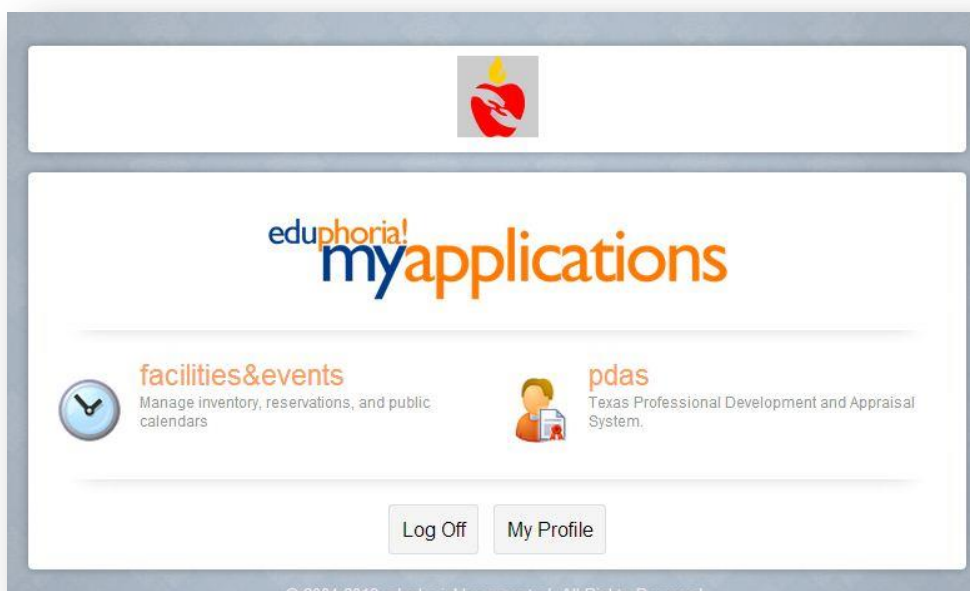 eduphoria!
myapplications
facilities&events
Manage inventory, reservations, and public
calendars
pdas
Texas Professional Development and Appraisal
System.
Log Off
My Profile